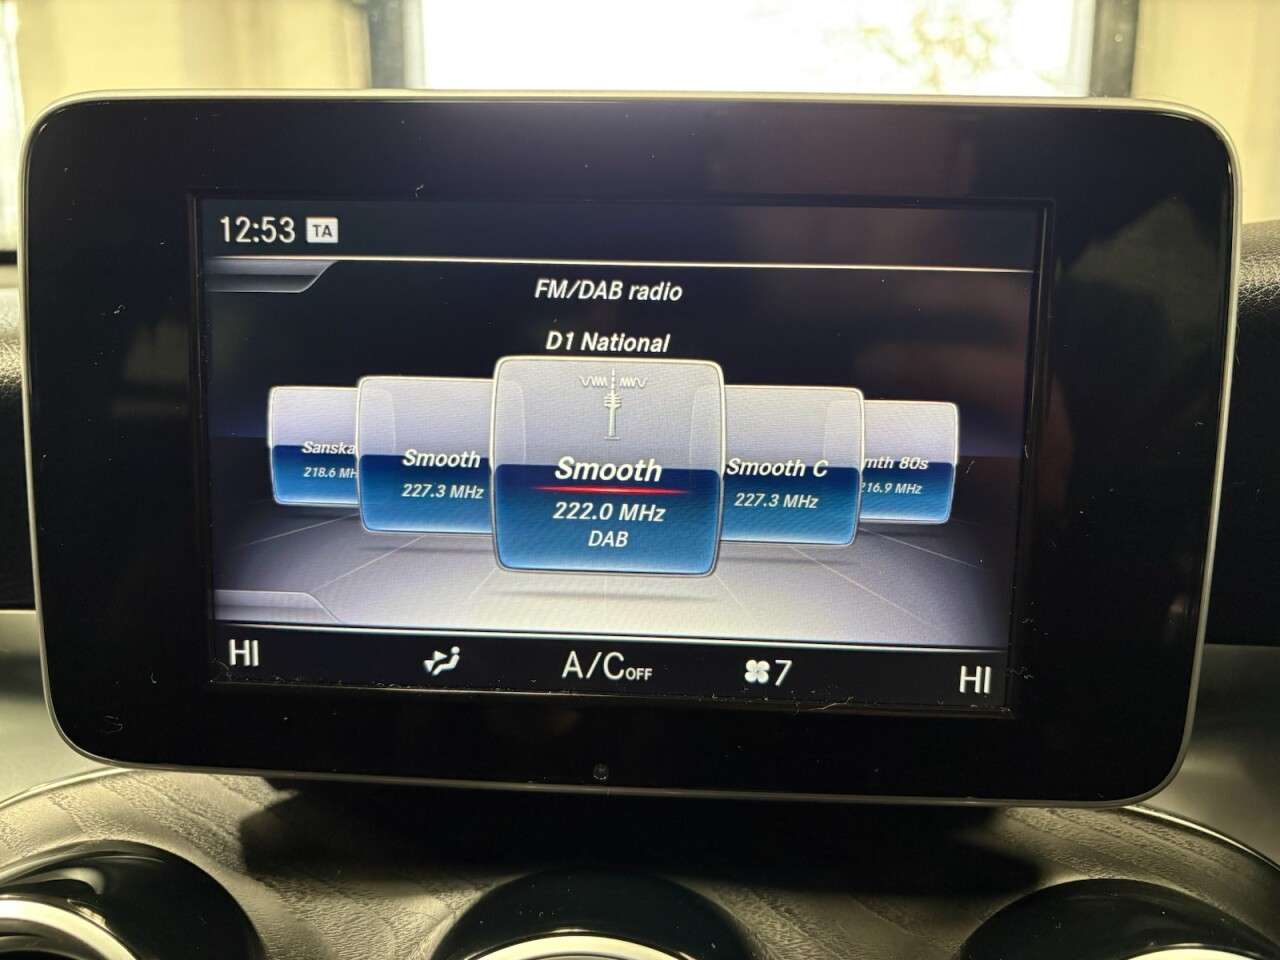 12:53 TA
FM/DAB radio
D1 National
Sanska
218.6 MH
Smooth
227.3 MHz
Smooth
222.0 MHz
DAB
Smooth C
227.3 MHz
mth 80s
216.9 MHz
HI
A/C OFF
7
HI